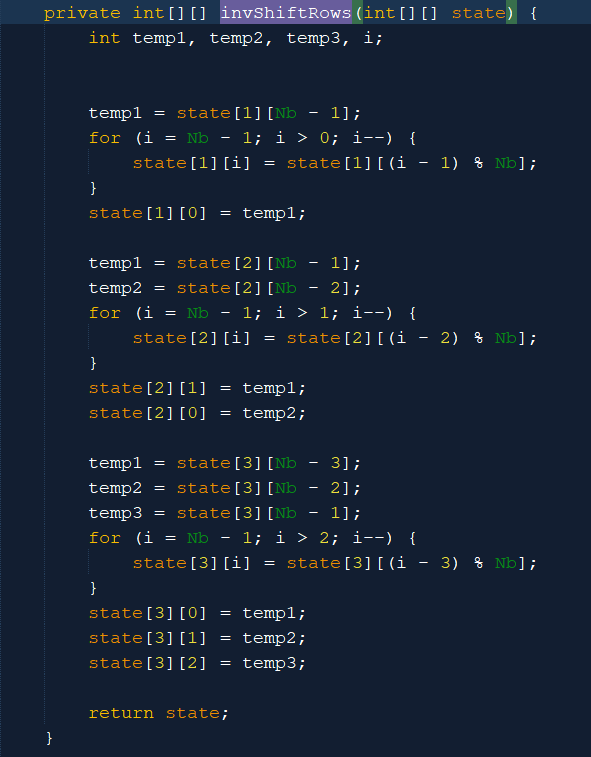 private int[][] invShiftRows(int[][] state) {
    int temp1, temp2, temp3, i;
    temp1 = state[1][Nb - 1];
    for (i = Nb - 1; i > 0; i--) {
        state[1][i] = state[1][(i - 1) % Nb];
    }
    state[1][0] = temp1;
    temp1 = state[2][Nb - 1];
    temp2 = state[2][Nb - 2];
    for (i = Nb - 1; i > 1; i--) {
        state[2][i] = state[2][(i - 2) % Nb];
    }
    state[2][1] = temp1;
    state[2][0] = temp2;
    temp1 = state[3][Nb - 3];
    temp2 = state[3][Nb - 2];
    temp3 = state[3][Nb - 1];
    for (i = Nb - 1; i > 2; i--) {
        state[3][i] = state[3][(i - 3) % Nb];
    }
    state[3][0] = temp1;
    state[3][1] = temp2;
    state[3][2] = temp3;
    return state;
}